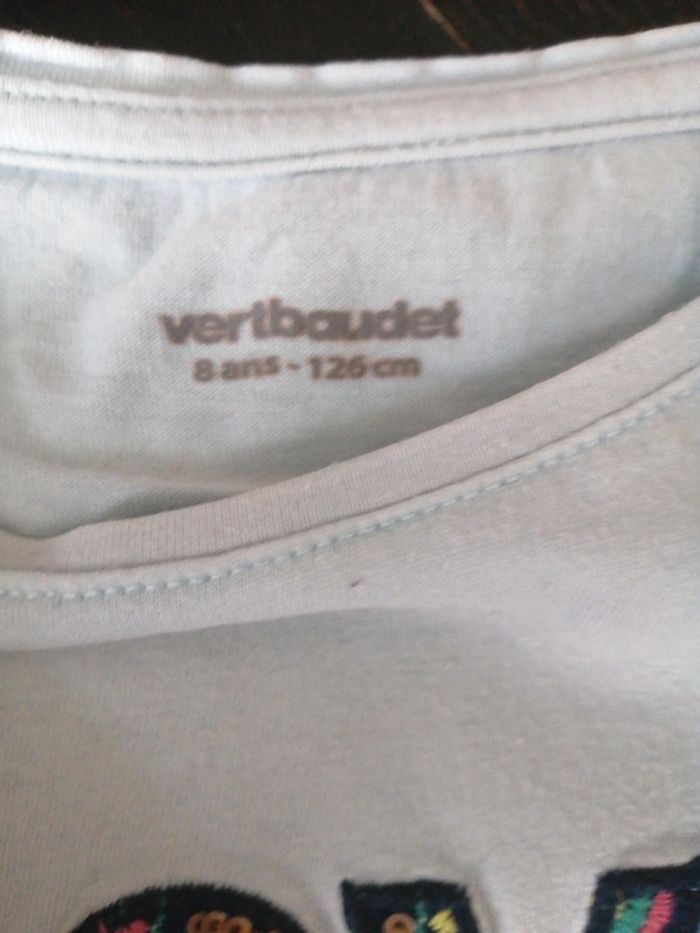 vertbaudet
8 ans - 126 cm